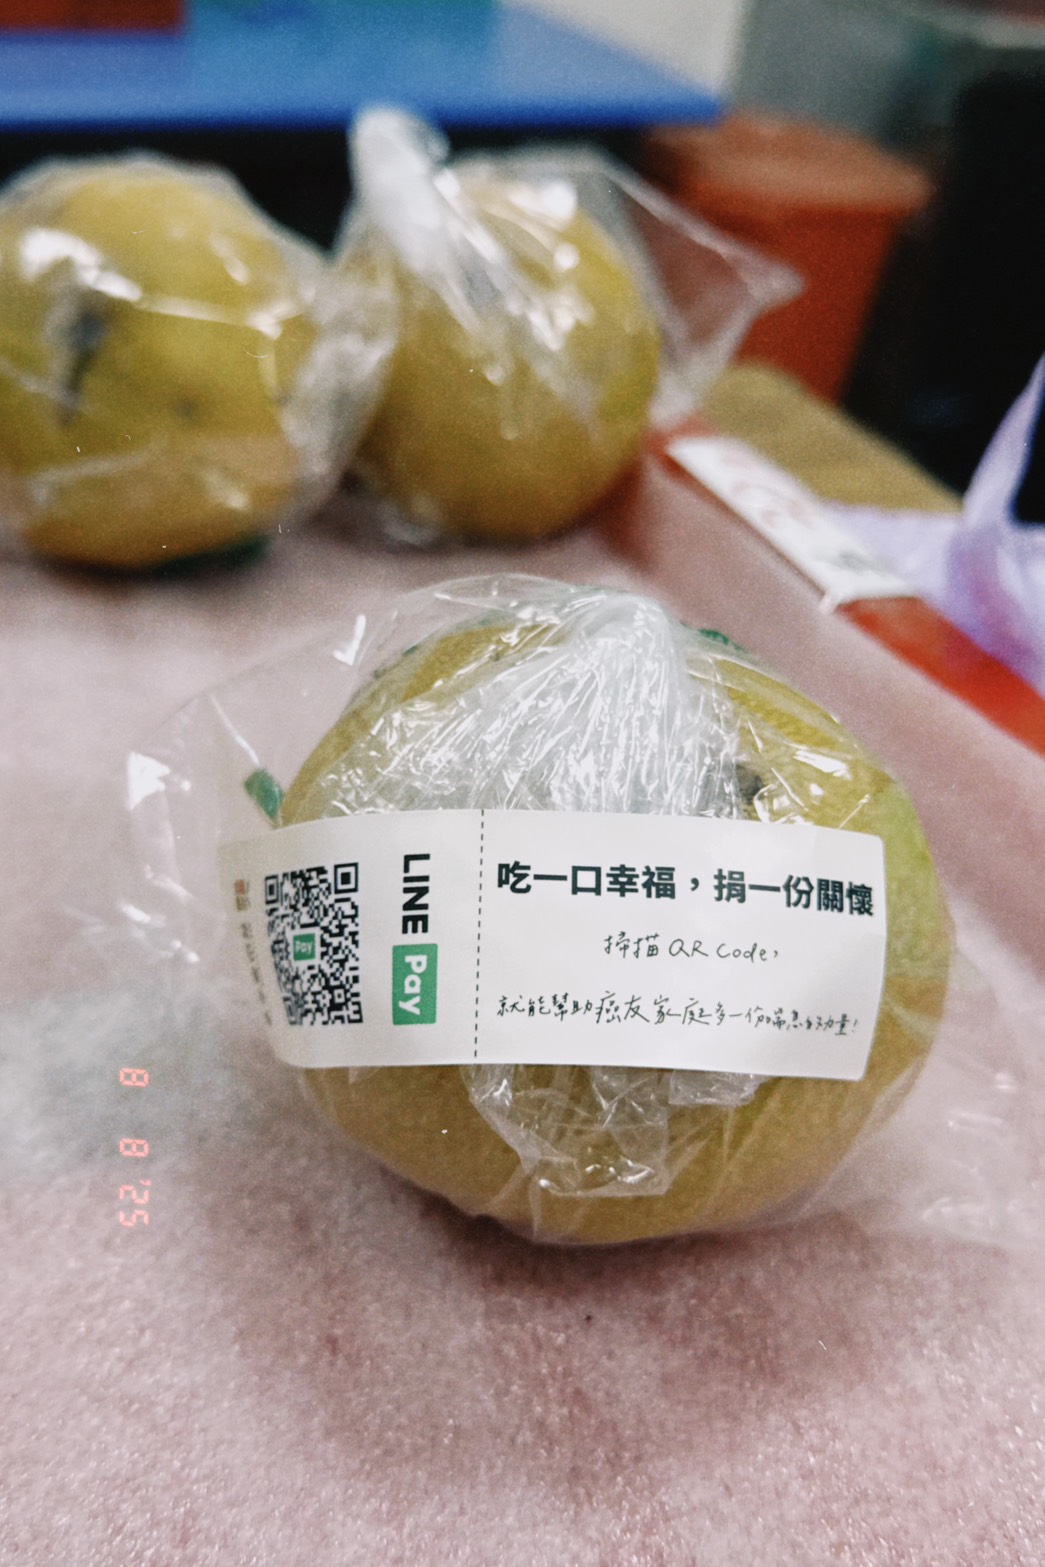 吃一口幸福，捐一份關懷
掃描 QR Code，
就能幫助癌友家庭多一份喘息的力量！
LINE Pay
Pay
8 8 '25